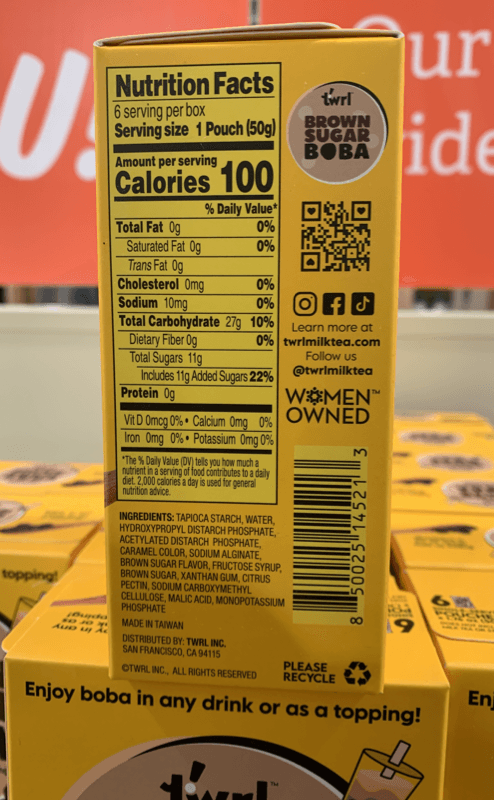 U!
ur
ide
Nutrition Facts
6 serving per box
Serving size 1 Pouch (50g)
Amount per serving
Calories 100
% Daily Value*
Total Fat 0g 0%
Saturated Fat 0g 0%
Trans Fat 0g
Cholesterol 0mg 0%
Sodium 10mg 0%
Total Carbohydrate 27g 10%
Dietary Fiber 0g 0%
Total Sugars 11g
Includes 11g Added Sugars 22%
Protein 0g
Vit D 0mcg 0% • Calcium 0mg 0%
Iron 0mg 0% • Potassium 0mg 0%
*The % Daily Value (DV) tells you how much a
nutrient in a serving of food contributes to a daily
diet. 2,000 calories a day is used for general
nutrition advice.
INGREDIENTS: TAPIOCA STARCH, WATER,
HYDROXYPROPYL DISTARCH PHOSPHATE,
ACETYLATED DISTARCH PHOSPHATE,
CARAMEL COLOR, SODIUM ALGINATE,
BROWN SUGAR FLAVOR, FRUCTOSE SYRUP,
BROWN SUGAR, XANTHAN GUM, CITRUS
PECTIN, SODIUM CARBOXYMETHYL
CELLULOSE, MALIC ACID, MONOPOTASSIUM
PHOSPHATE
MADE IN TAIWAN
DISTRIBUTED BY: TWRL INC.
SAN FRANCISCO, CA 94115
©TWRL INC., ALL RIGHTS RESERVED
twrl
BROWN
SUGAR
BOBA
Learn more at
twrlmilktea.com
Follow us
@twrlmilktea
WOMEN™
OWNED
8 50025 14521 3
PLEASE
RECYCLE
topping!
Enjoy boba in any drink or as a topping!
twrl™
Enj
6